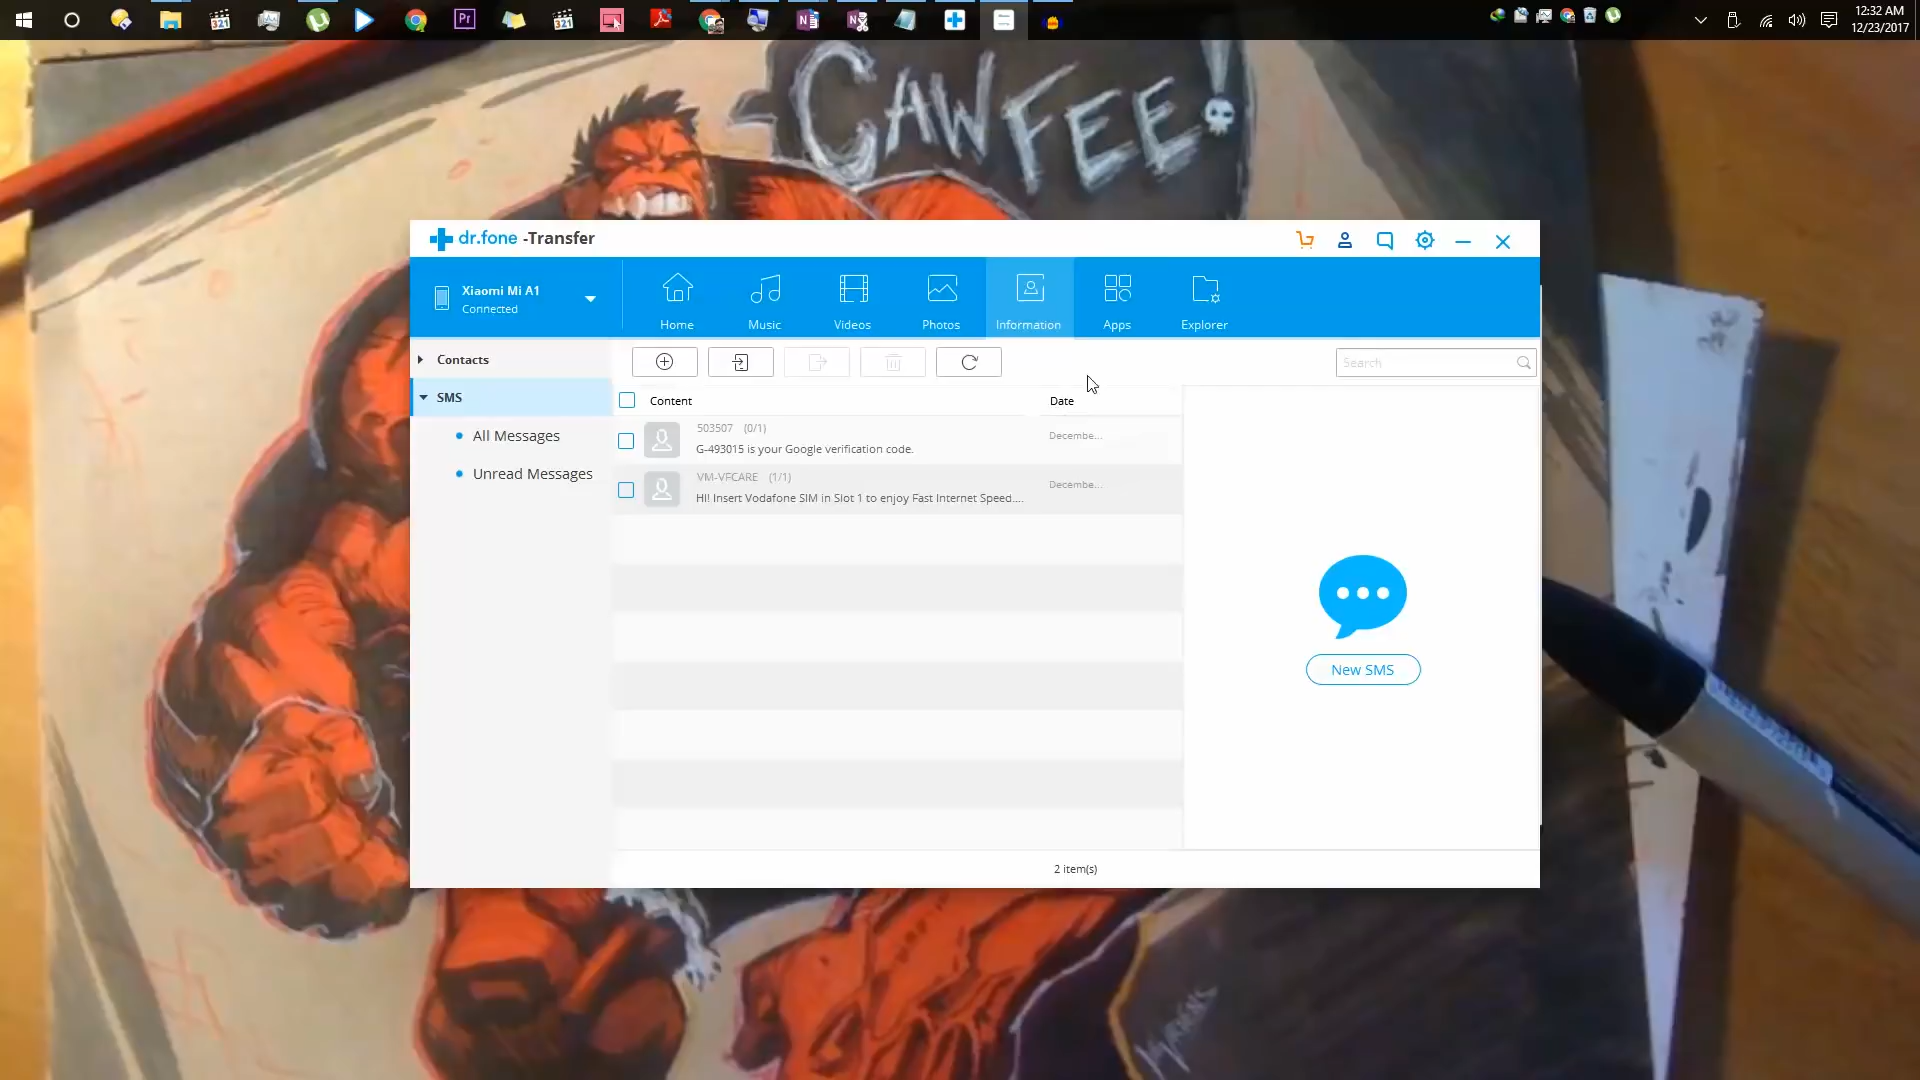 12:32 AM
12/23/2017
CAWFEE!
dr.fone -Transfer
Xiaomi Mi A1
Connected
Home
Music
Videos
Photos
Information
Apps
Explorer
Contacts
SMS
All Messages
Unread Messages
Search
Content
Date
503507 (0/1)
G-493015 is your Google verification code.
Decembe...
VM-VFCARE (1/1)
HI! Insert Vodafone SIM in Slot 1 to enjoy Fast Internet Speed....
Decembe...
New SMS
2 item(s)